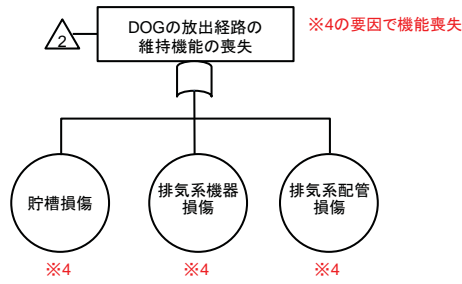 DOGの放出経路の
維持機能の喪失
※4の要因で機能喪失
2
貯槽損傷
排気系機器
損傷
排気系配管
損傷
※4
※4
※4